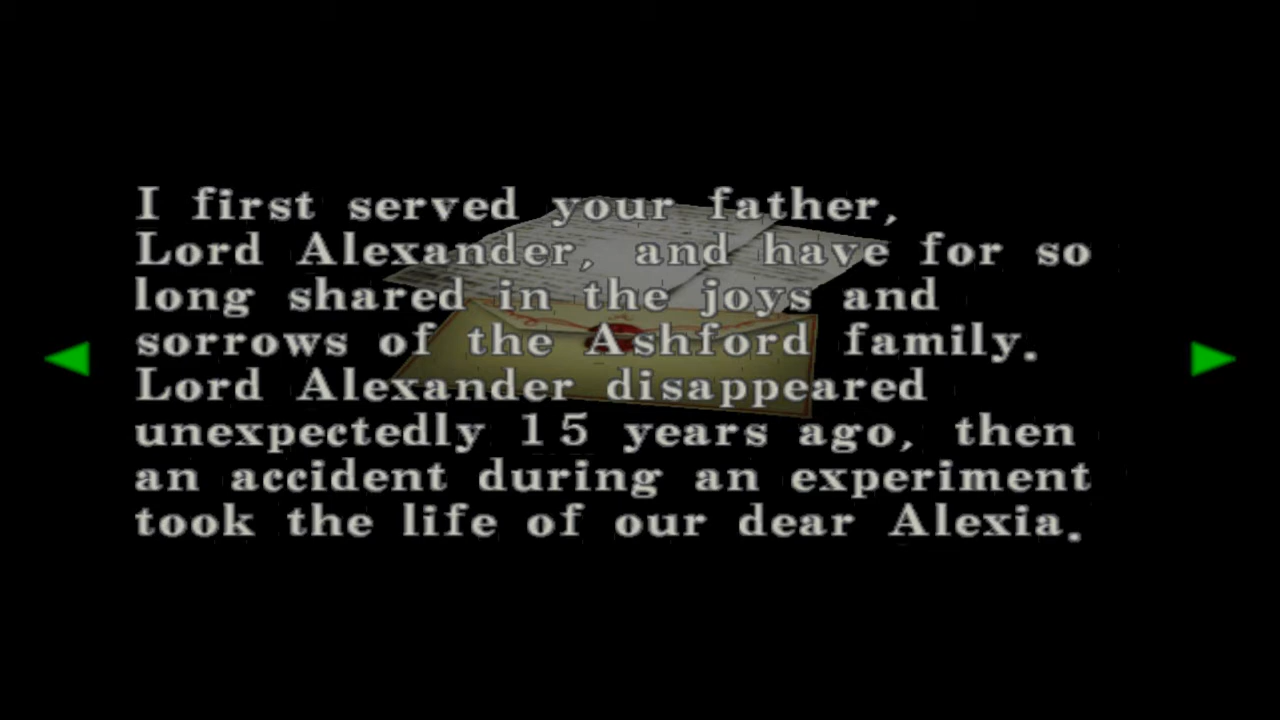 I first served your father,
Lord Alexander, and have for so
long shared in the joys and
sorrows of the Ashford family.
Lord Alexander disappeared
unexpectedly 15 years ago, then
an accident during an experiment
took the life of our dear Alexia.